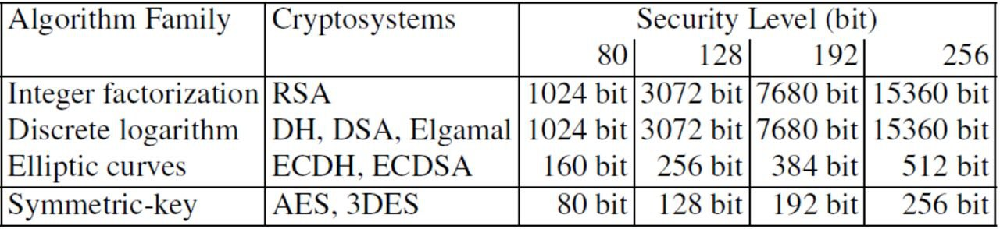 Algorithm Family Cryptosystems Security Level (bit)
80 128 192 256
Integer factorization RSA 1024 bit 3072 bit 7680 bit 15360 bit
Discrete logarithm DH, DSA, Elgamal 1024 bit 3072 bit 7680 bit 15360 bit
Elliptic curves ECDH, ECDSA 160 bit 256 bit 384 bit 512 bit
Symmetric-key AES, 3DES 80 bit 128 bit 192 bit 256 bit